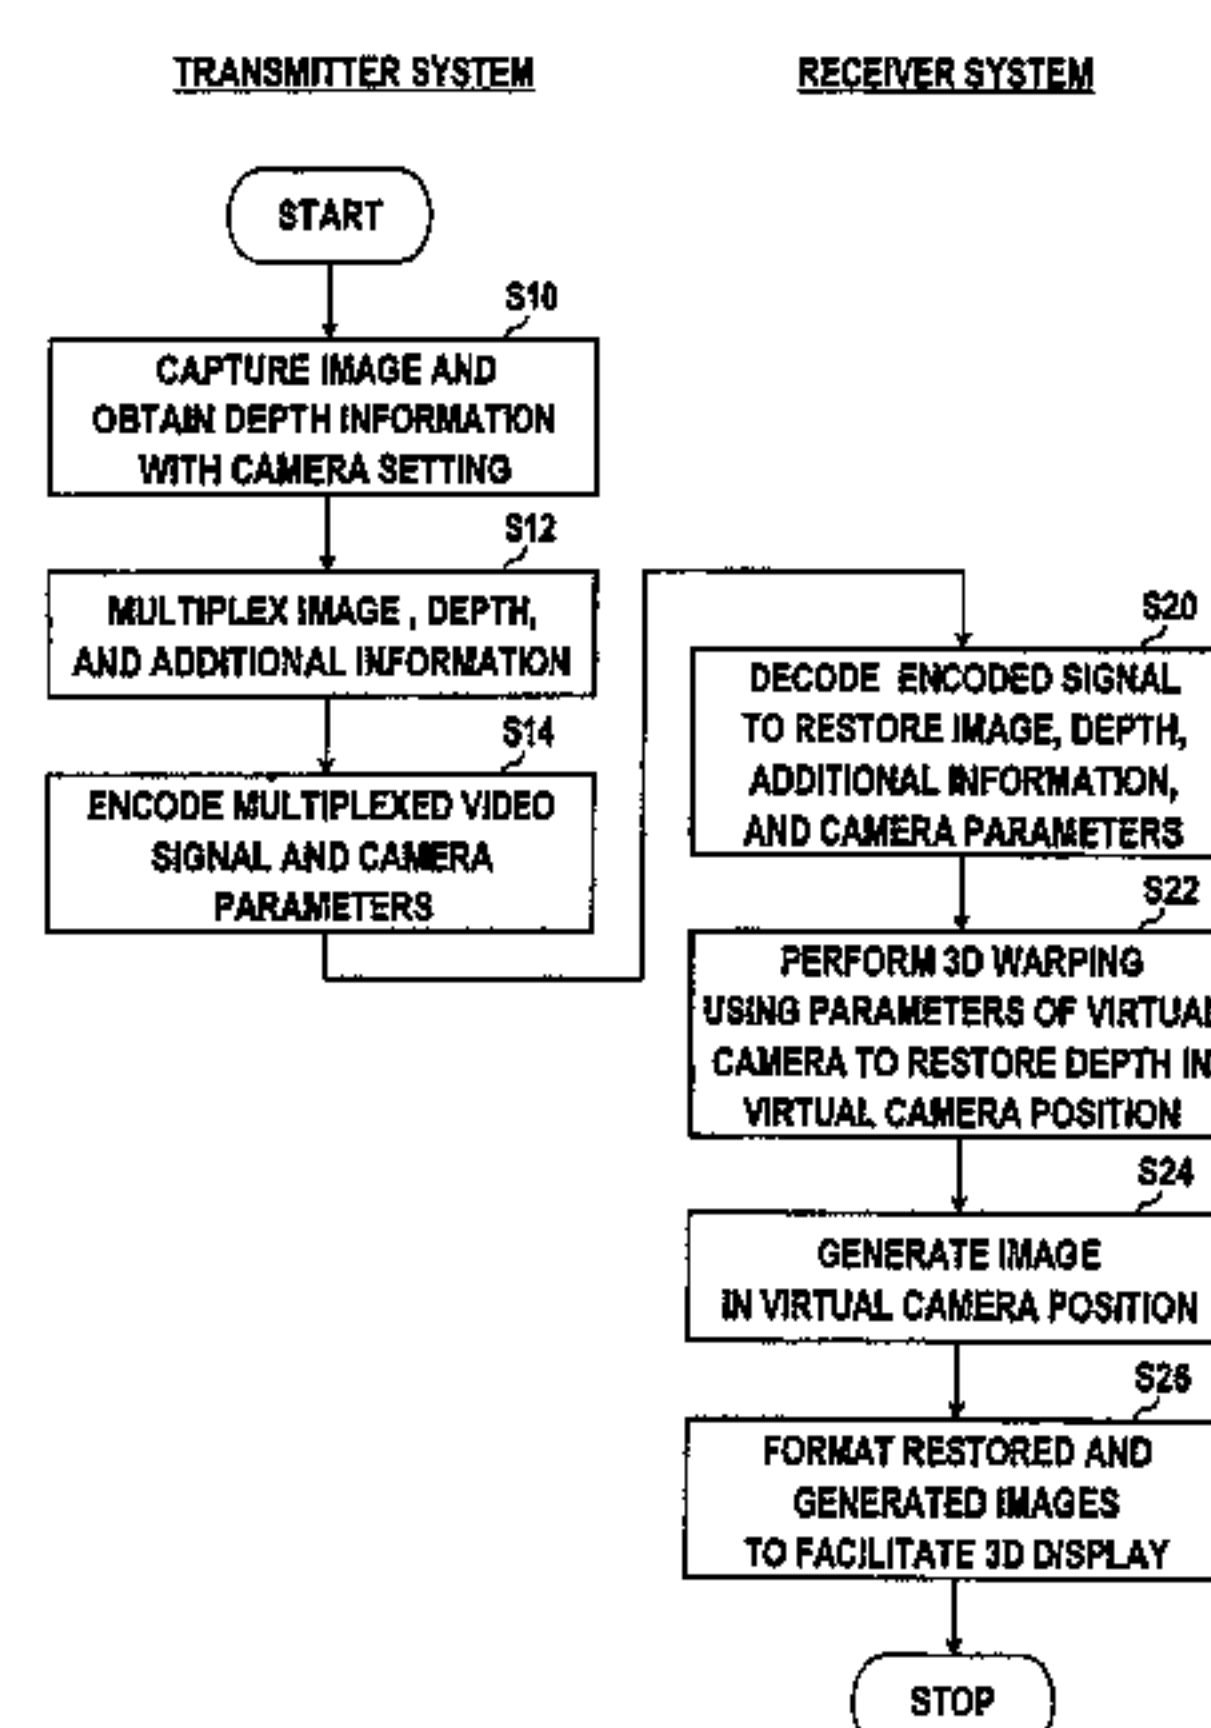 TRANSMITTER SYSTEM
START
S10
CAPTURE IMAGE AND
OBTAIN DEPTH INFORMATION
WITH CAMERA SETTING
S12
MULTIPLEX IMAGE , DEPTH,
AND ADDITIONAL INFORMATION
S14
ENCODE MULTIPLEXED VIDEO
SIGNAL AND CAMERA
PARAMETERS
RECEIVER SYSTEM
S20
DECODE ENCODED SIGNAL
TO RESTORE IMAGE, DEPTH,
ADDITIONAL INFORMATION,
AND CAMERA PARAMETERS
S22
PERFORM 3D WARPING
USING PARAMETERS OF VIRTUAL
CAMERA TO RESTORE DEPTH IN
VIRTUAL CAMERA POSITION
S24
GENERATE IMAGE
IN VIRTUAL CAMERA POSITION
S26
FORMAT RESTORED AND
GENERATED IMAGES
TO FACILITATE 3D DISPLAY
STOP